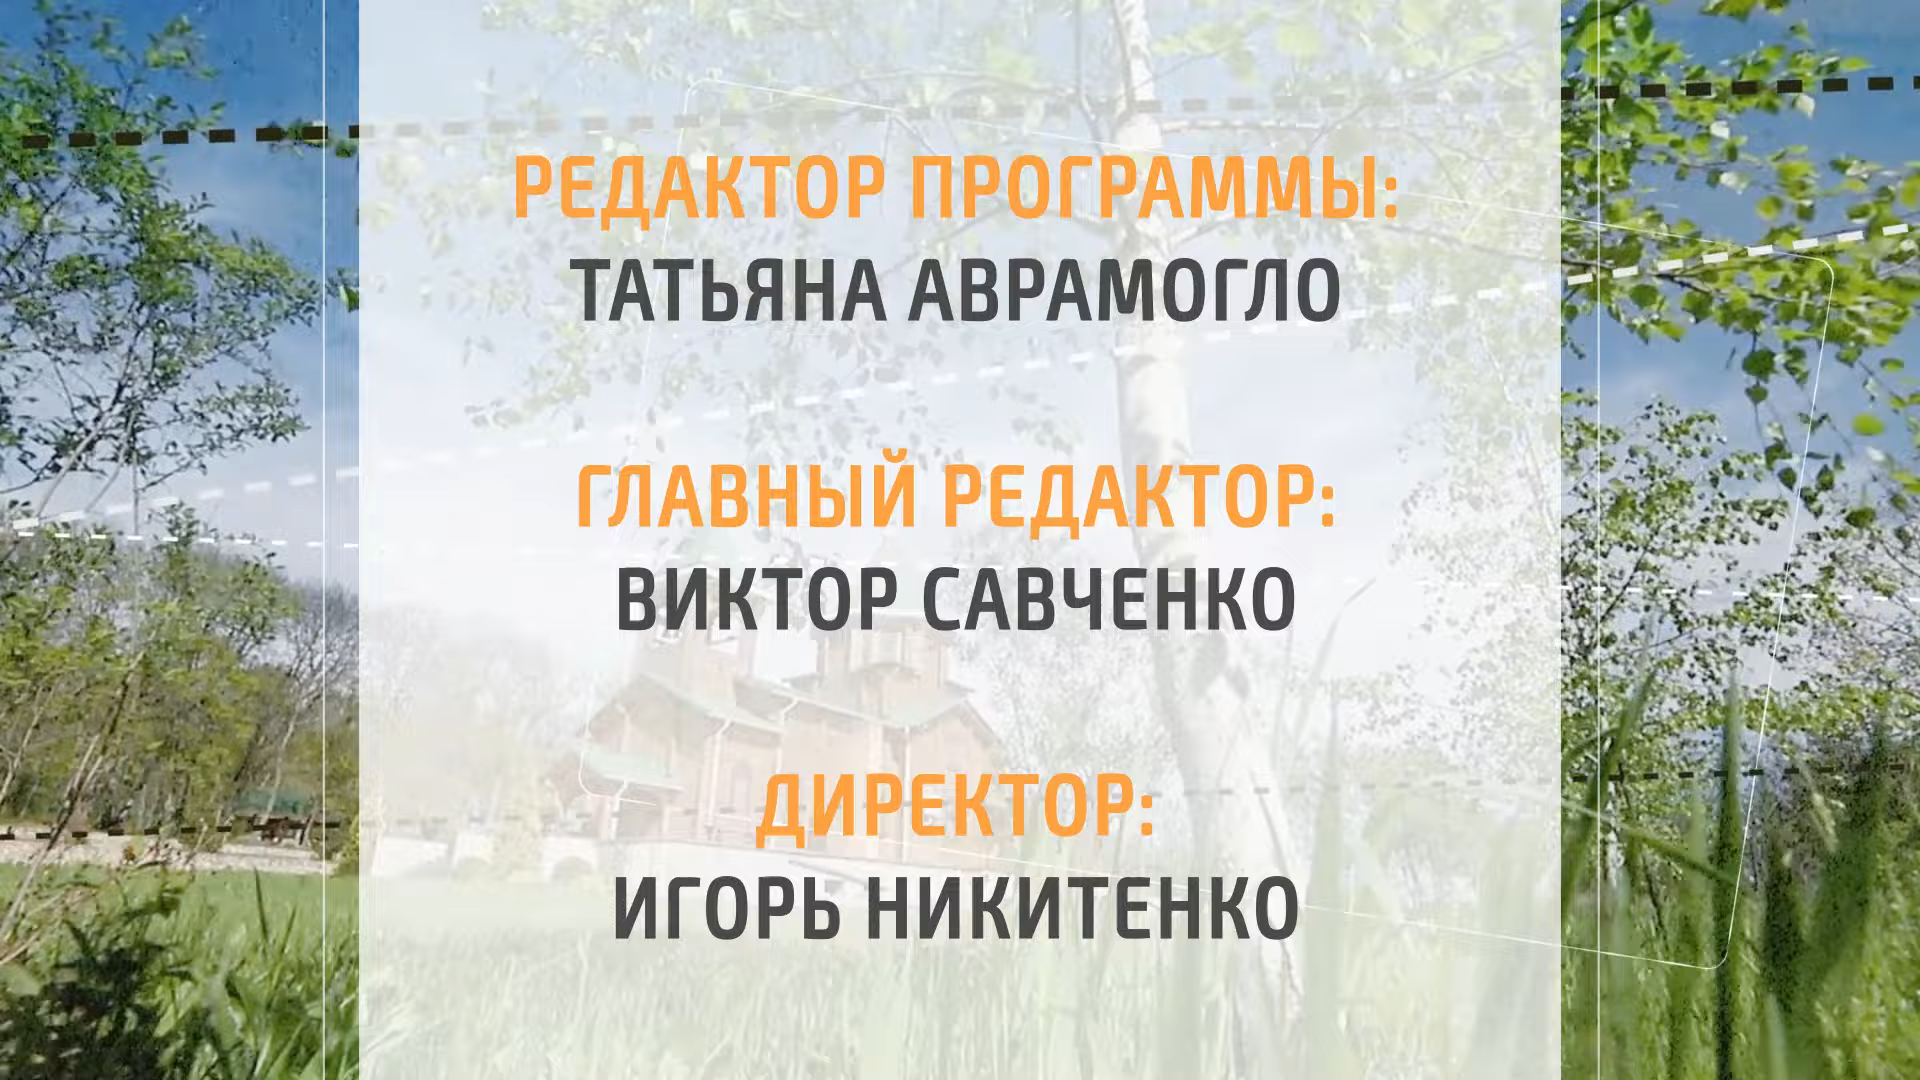 РЕДАКТОР ПРОГРАММЫ:
ТАТЬЯНА АВРАМОГЛО
ГЛАВНЫЙ РЕДАКТОР:
ВИКТОР САВЧЕНКО
ДИРЕКТОР:
ИГОРЬ НИКИТЕНКО